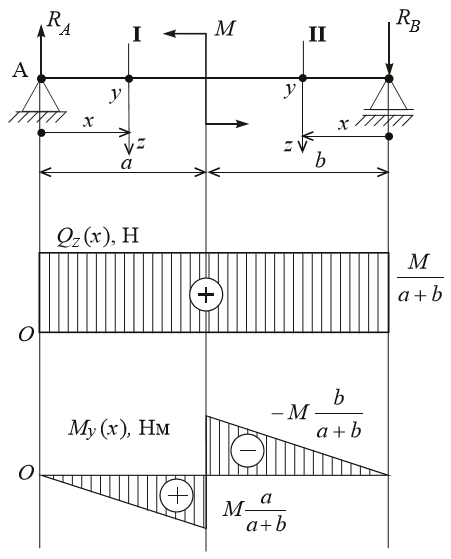 R_A I M II R_B
A y y
x z z x
a b
Q_z(x), Н
+ M/(a+b)
O
−M b/(a+b)
M_y(x), Нм
−
O
+ M a/(a+b)